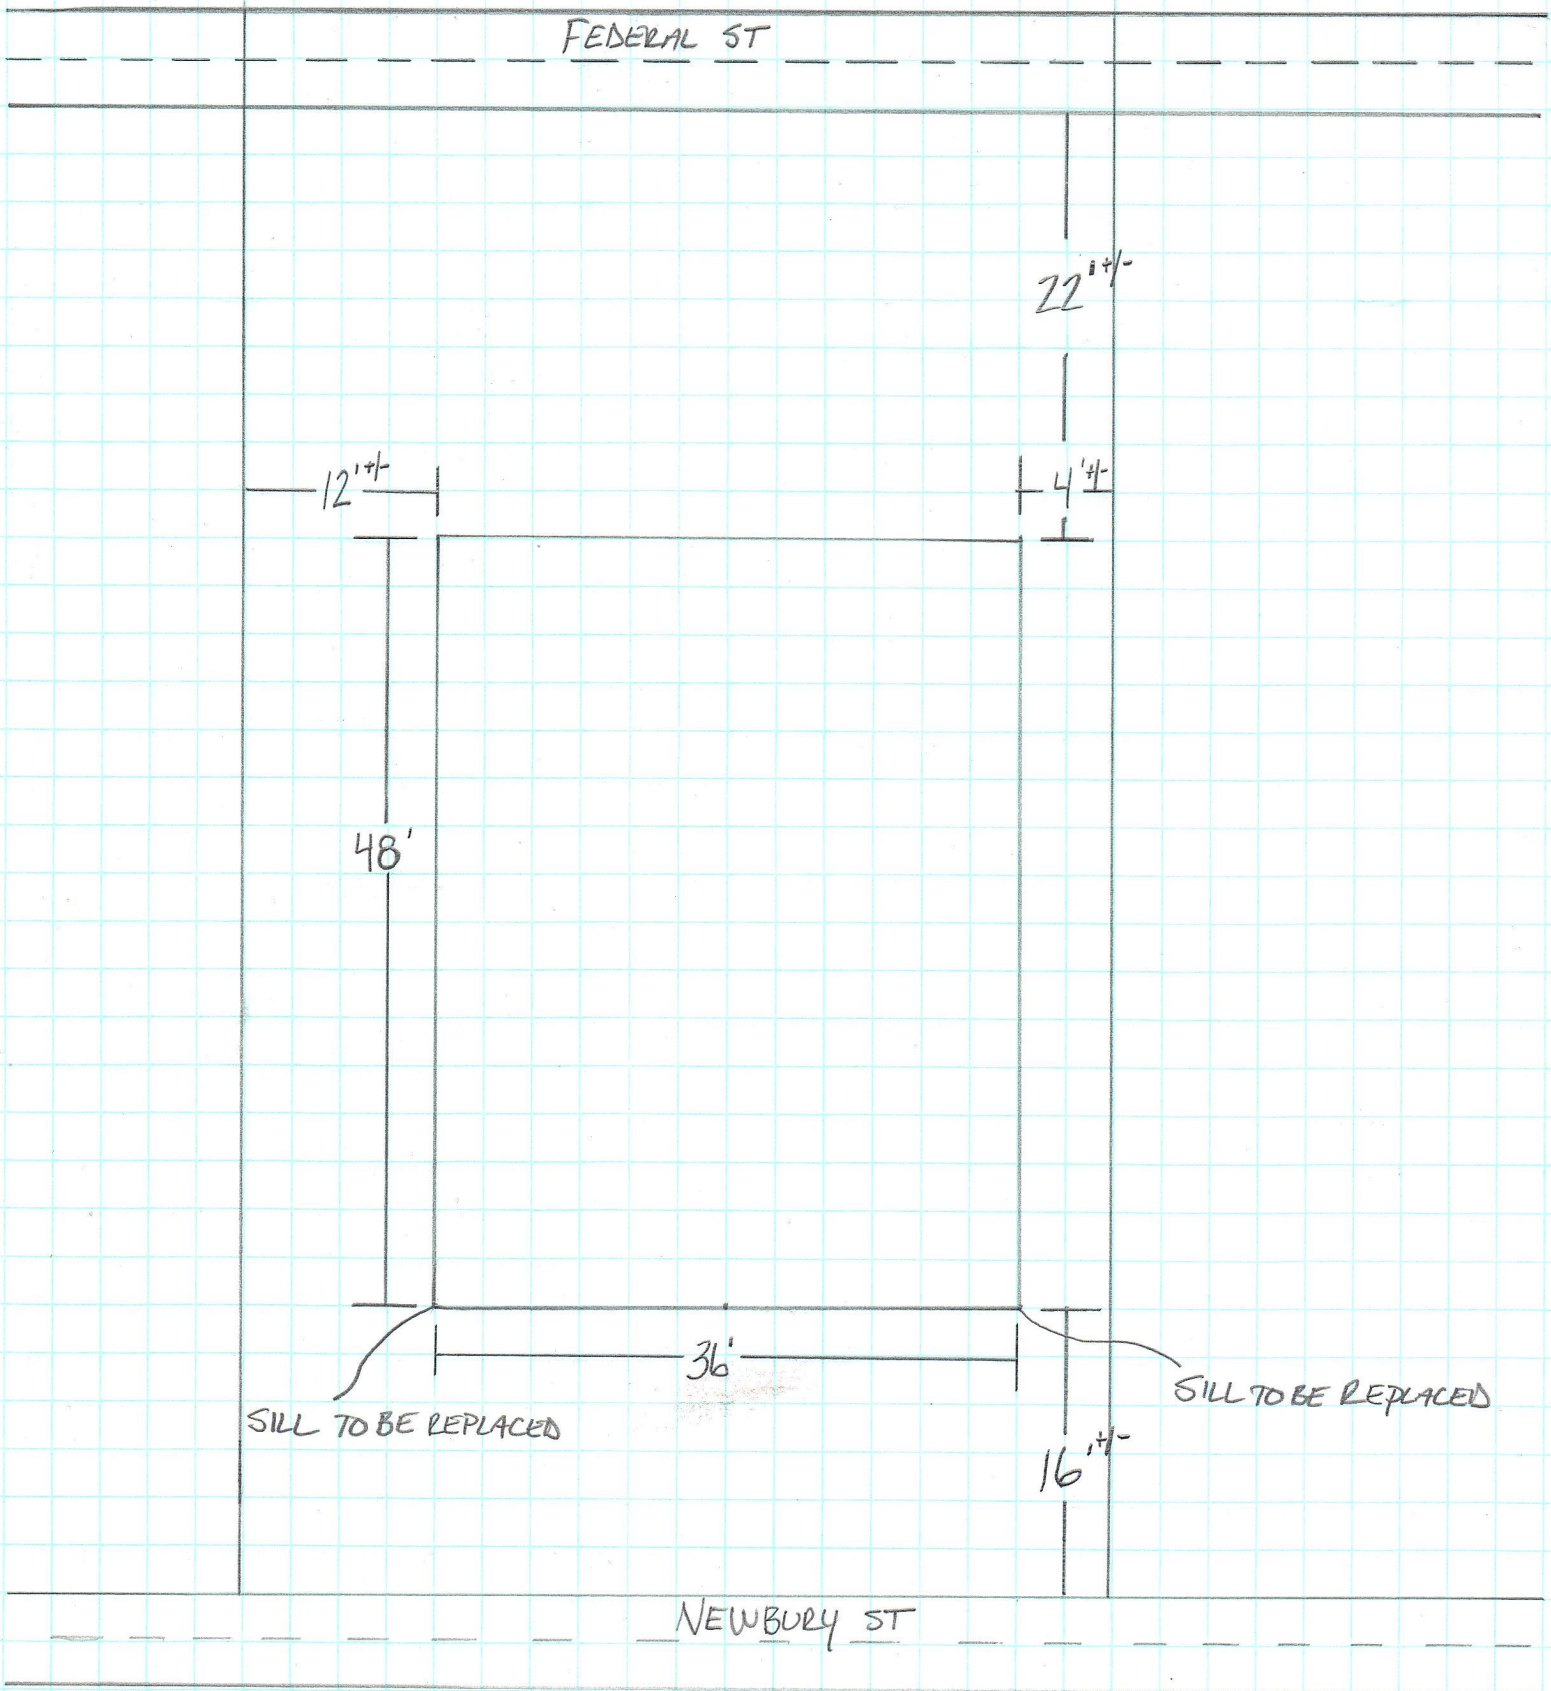 FEDERAL ST
22'+/-
12'+/-
4'+/-
48'
36'
SILL TO BE REPLACED
SILL TO BE REPLACED
16'+/-
NEWBURY ST